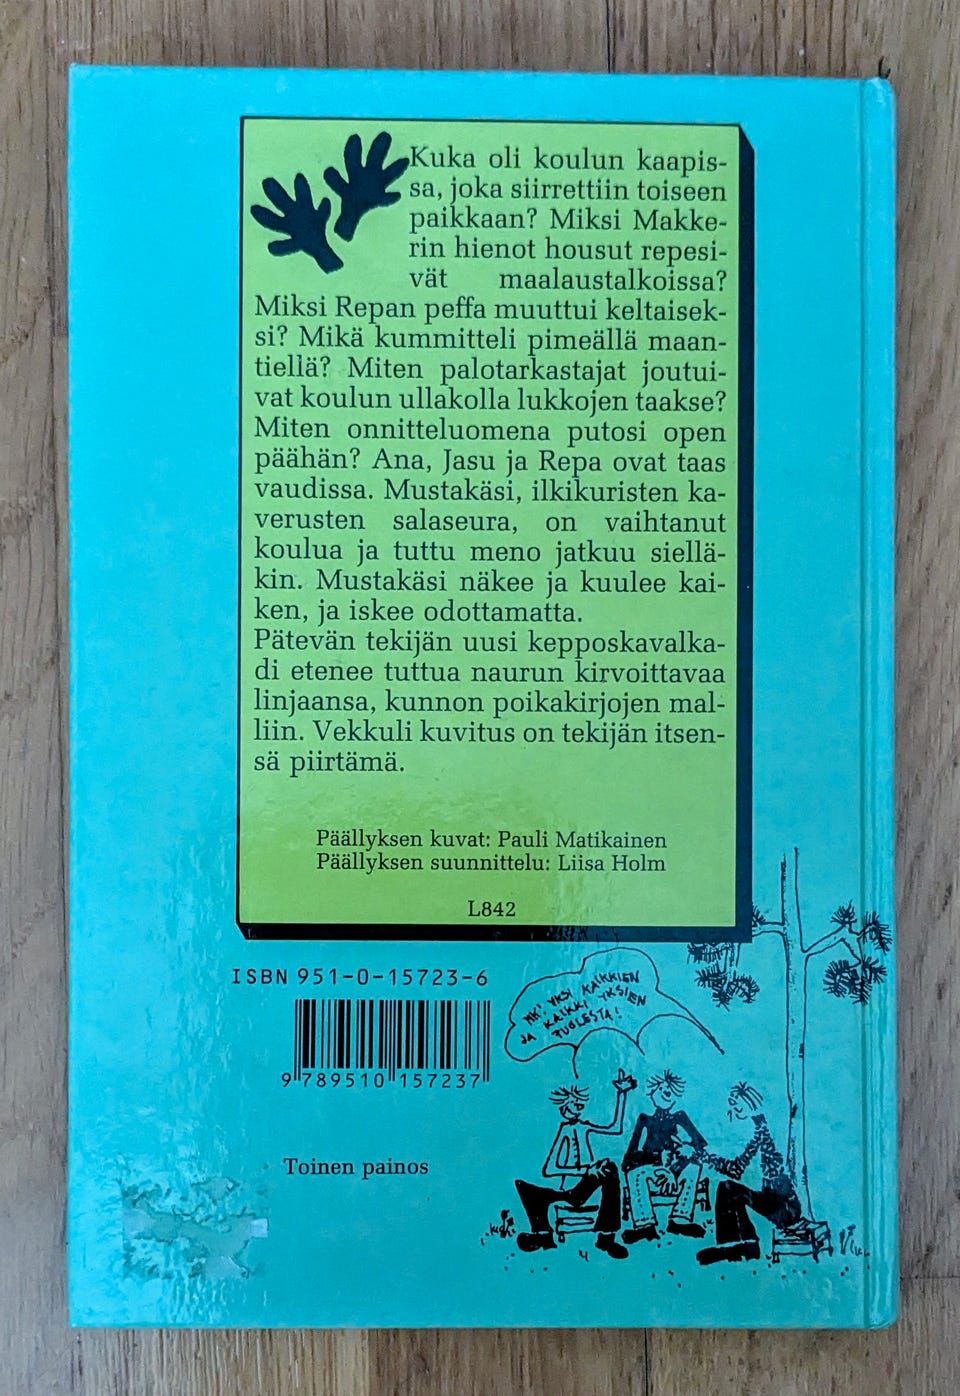 Kuka oli koulun kaapis-
sa, joka siirrettiin toiseen
paikkaan? Miksi Makke-
rin hienot housut repesi-
vät maalaustalkoissa?
Miksi Repan peffa muuttui keltaisek-
si? Mikä kummitteli pimeällä maan-
tiellä? Miten palotarkastajat joutui-
vat koulun ullakolla lukkojen taakse?
Miten onnitteluomena putosi open
päähän? Ana, Jasu ja Repa ovat taas
vaudissa. Mustakäsi, ilkikuristen ka-
verusten salaseura, on vaihtanut
koulua ja tuttu meno jatkuu siellä-
kin. Mustakäsi näkee ja kuulee kai-
ken, ja iskee odottamatta.
Pätevän tekijän uusi kepposkavalka-
di etenee tuttua naurun kirvoittavaa
linjaansa, kunnon poikakirjojen mal-
liin. Vekkuli kuvitus on tekijän itsen-
sä piirtämä.
Päällyksen kuvat: Pauli Matikainen
Päällyksen suunnittelu: Liisa Holm
L842
ISBN 951-0-15723-6
MK! YKSI KAIKKIEN
JA KAIKKI YKSIEN
PUOLESTA!
9 789510 157237
Toinen painos